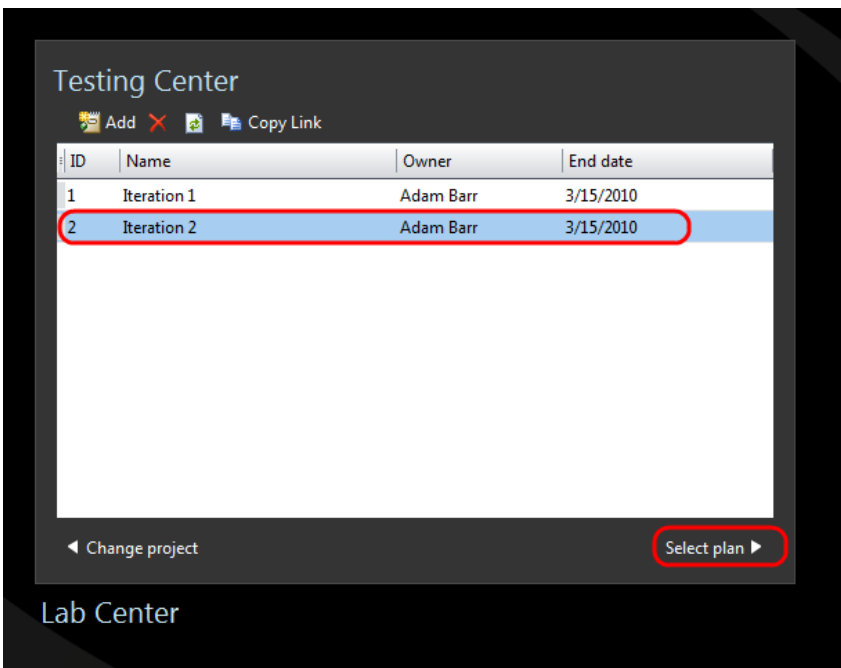 Testing Center
Add Copy Link
ID Name Owner End date
1 Iteration 1 Adam Barr 3/15/2010
2 Iteration 2 Adam Barr 3/15/2010
Change project Select plan
Lab Center